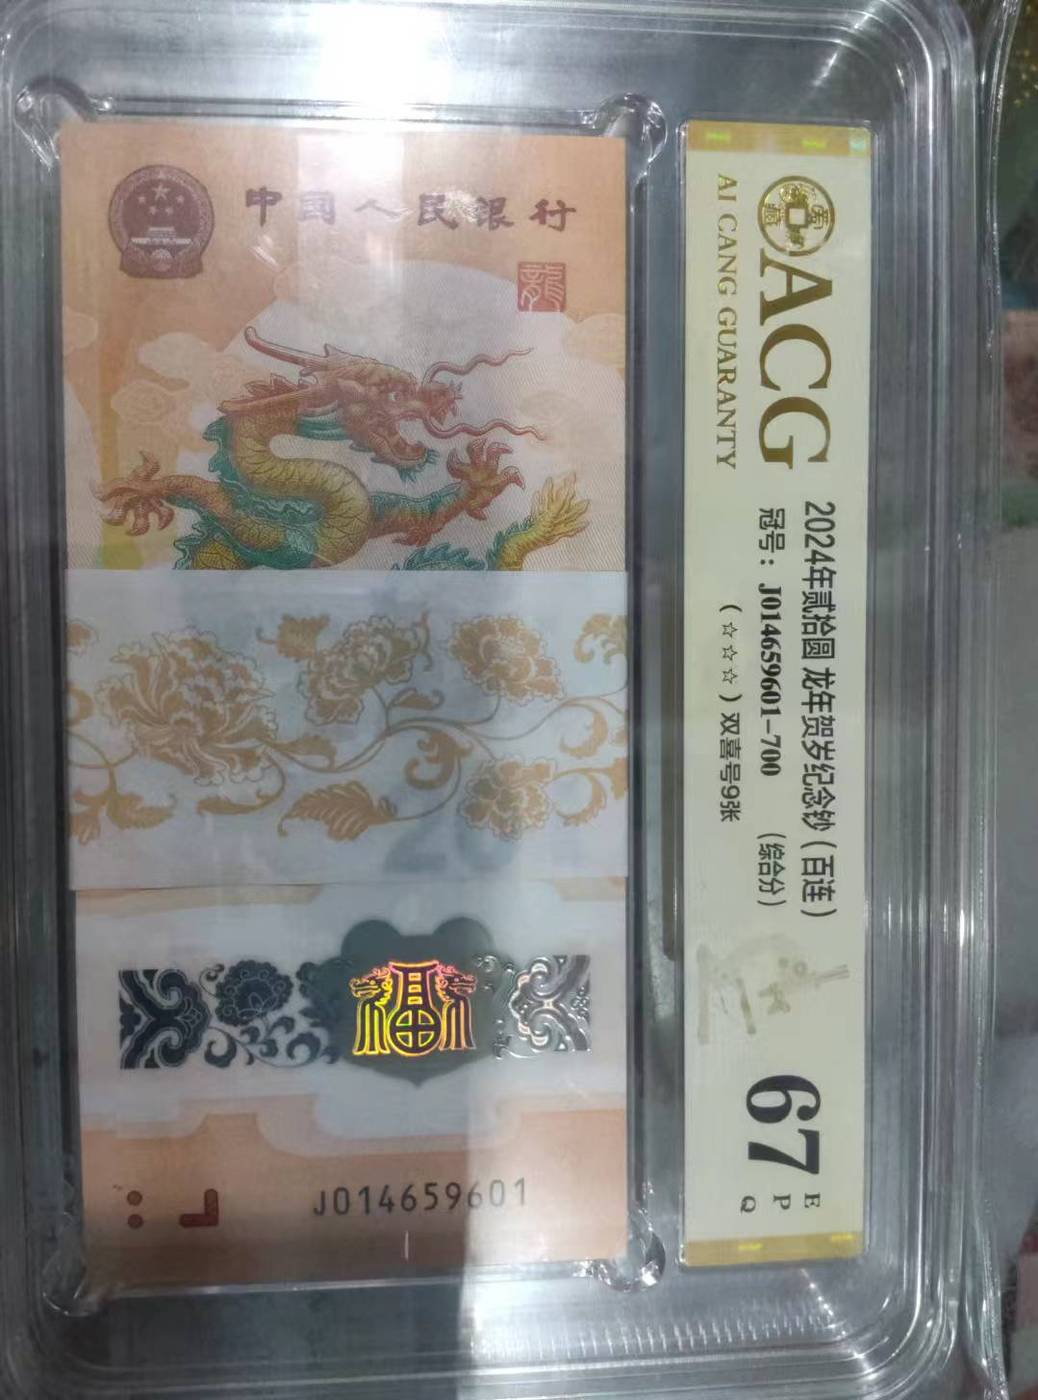 中国人民银行
龍
J014659601
ACG
AI CANG GUARANTY
2024年贰拾圆 龙年贺岁纪念钞(百连)
冠号: J014659601-700 (综合分)
(☆☆☆) 双喜号9张
67
E
P
Q